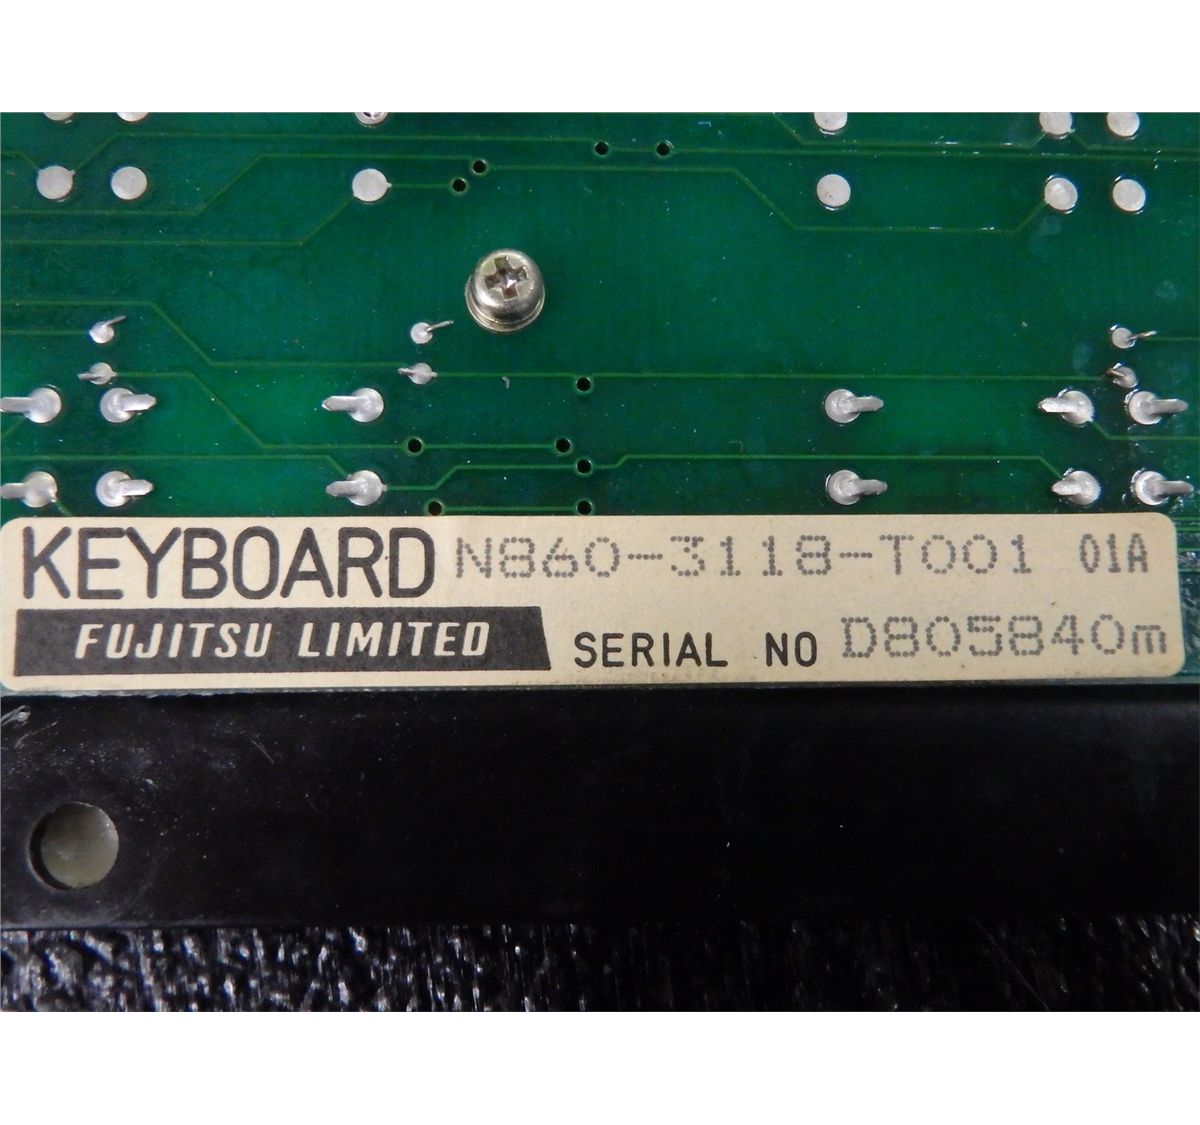 KEYBOARD N860-3118-T001 01A
FUJITSU LIMITED SERIAL NO D805840m